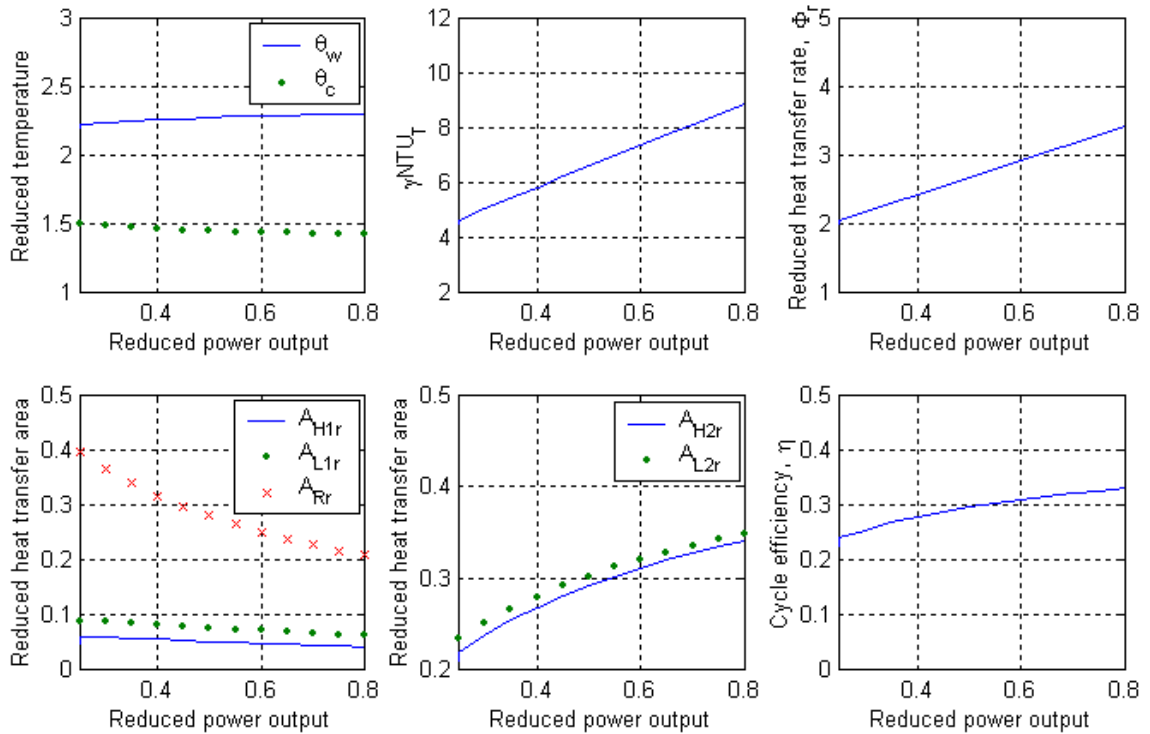 3
2.5
2
1.5
1
Reduced temperature
θw
θc
0.4 0.6 0.8
Reduced power output
12
10
8
6
4
2
γNTUT
0.4 0.6 0.8
Reduced power output
5
4
3
2
1
Reduced heat transfer rate, Φr
0.4 0.6 0.8
Reduced power output
0.5
0.4
0.3
0.2
0.1
0
Reduced heat transfer area
AH1r
AL1r
ARr
0.4 0.6 0.8
Reduced power output
0.5
0.4
0.3
0.2
Reduced heat transfer area
AH2r
AL2r
0.4 0.6 0.8
Reduced power output
0.5
0.4
0.3
0.2
0.1
0
Cycle efficiency, η
0.4 0.6 0.8
Reduced power output